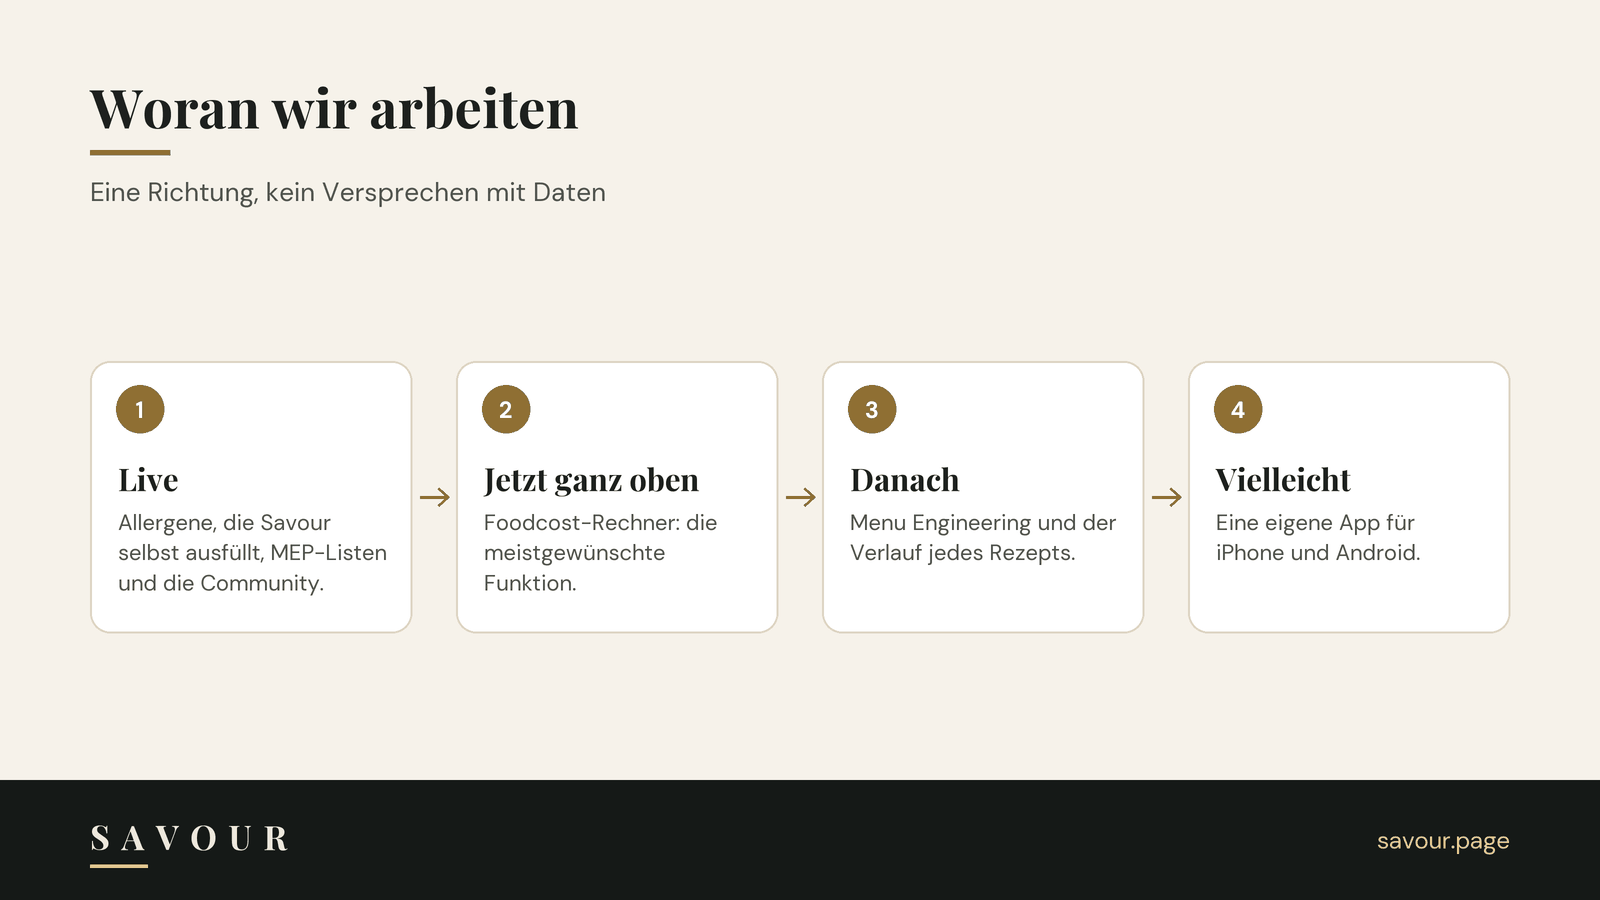 Woran wir arbeiten
Eine Richtung, kein Versprechen mit Daten
1
Live
Allergene, die Savour
selbst ausfüllt, MEP-Listen
und die Community.
2
Jetzt ganz oben
Foodcost-Rechner: die
meistgewünschte
Funktion.
3
Danach
Menu Engineering und der
Verlauf jedes Rezepts.
4
Vielleicht
Eine eigene App für
iPhone und Android.
SAVOUR
savour.page